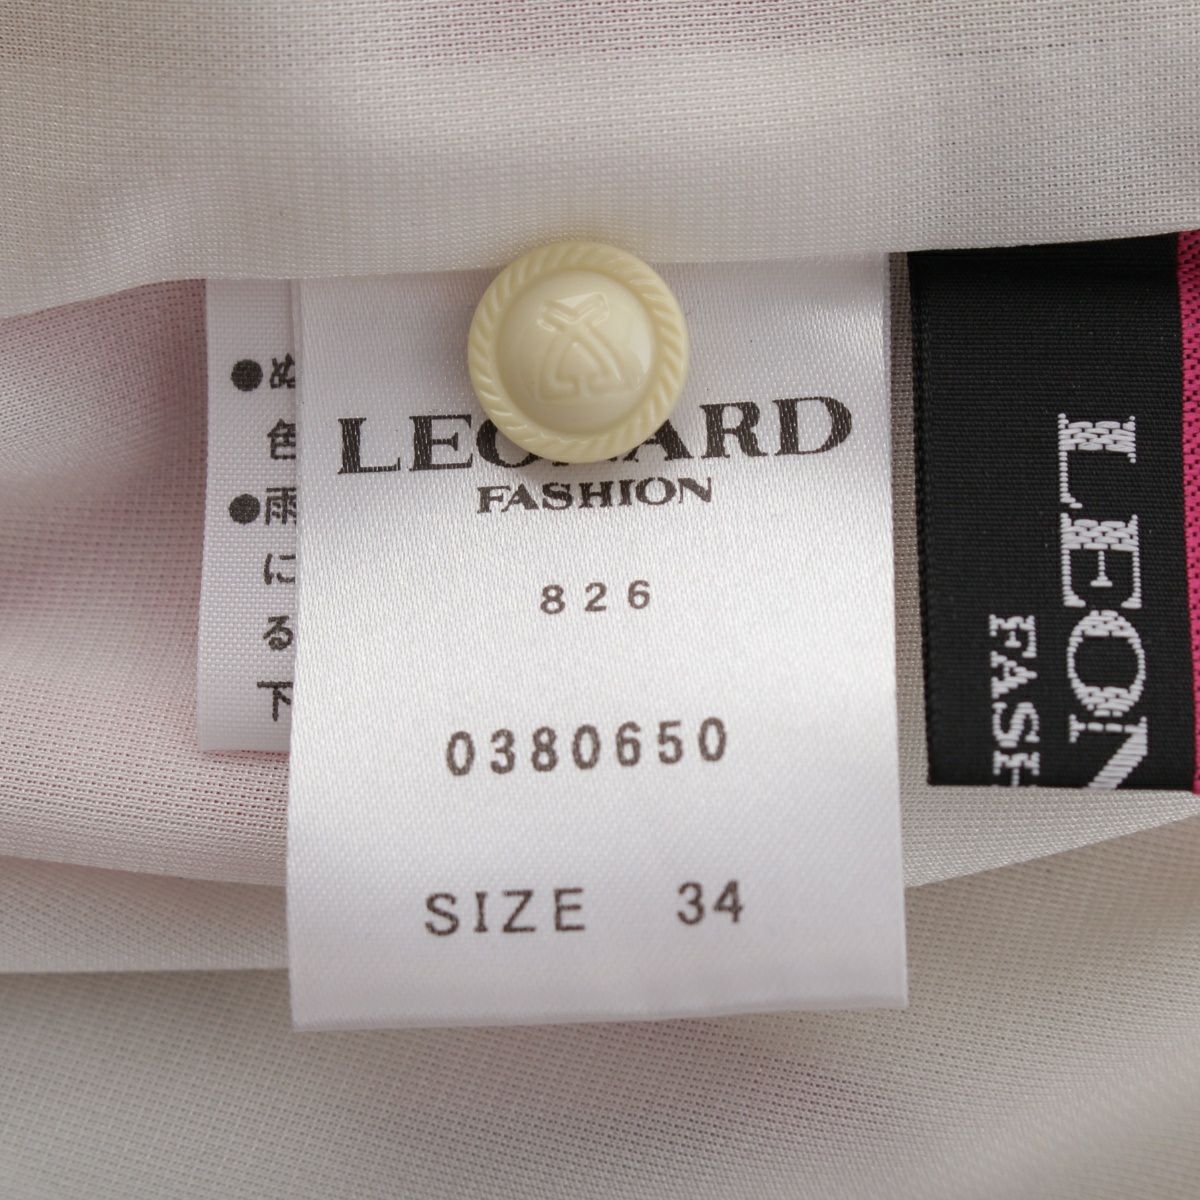 ●ぬ
色
●雨
に
る
下
LEONARD
FASHION
826
0380650
SIZE 34
LEON
FASH